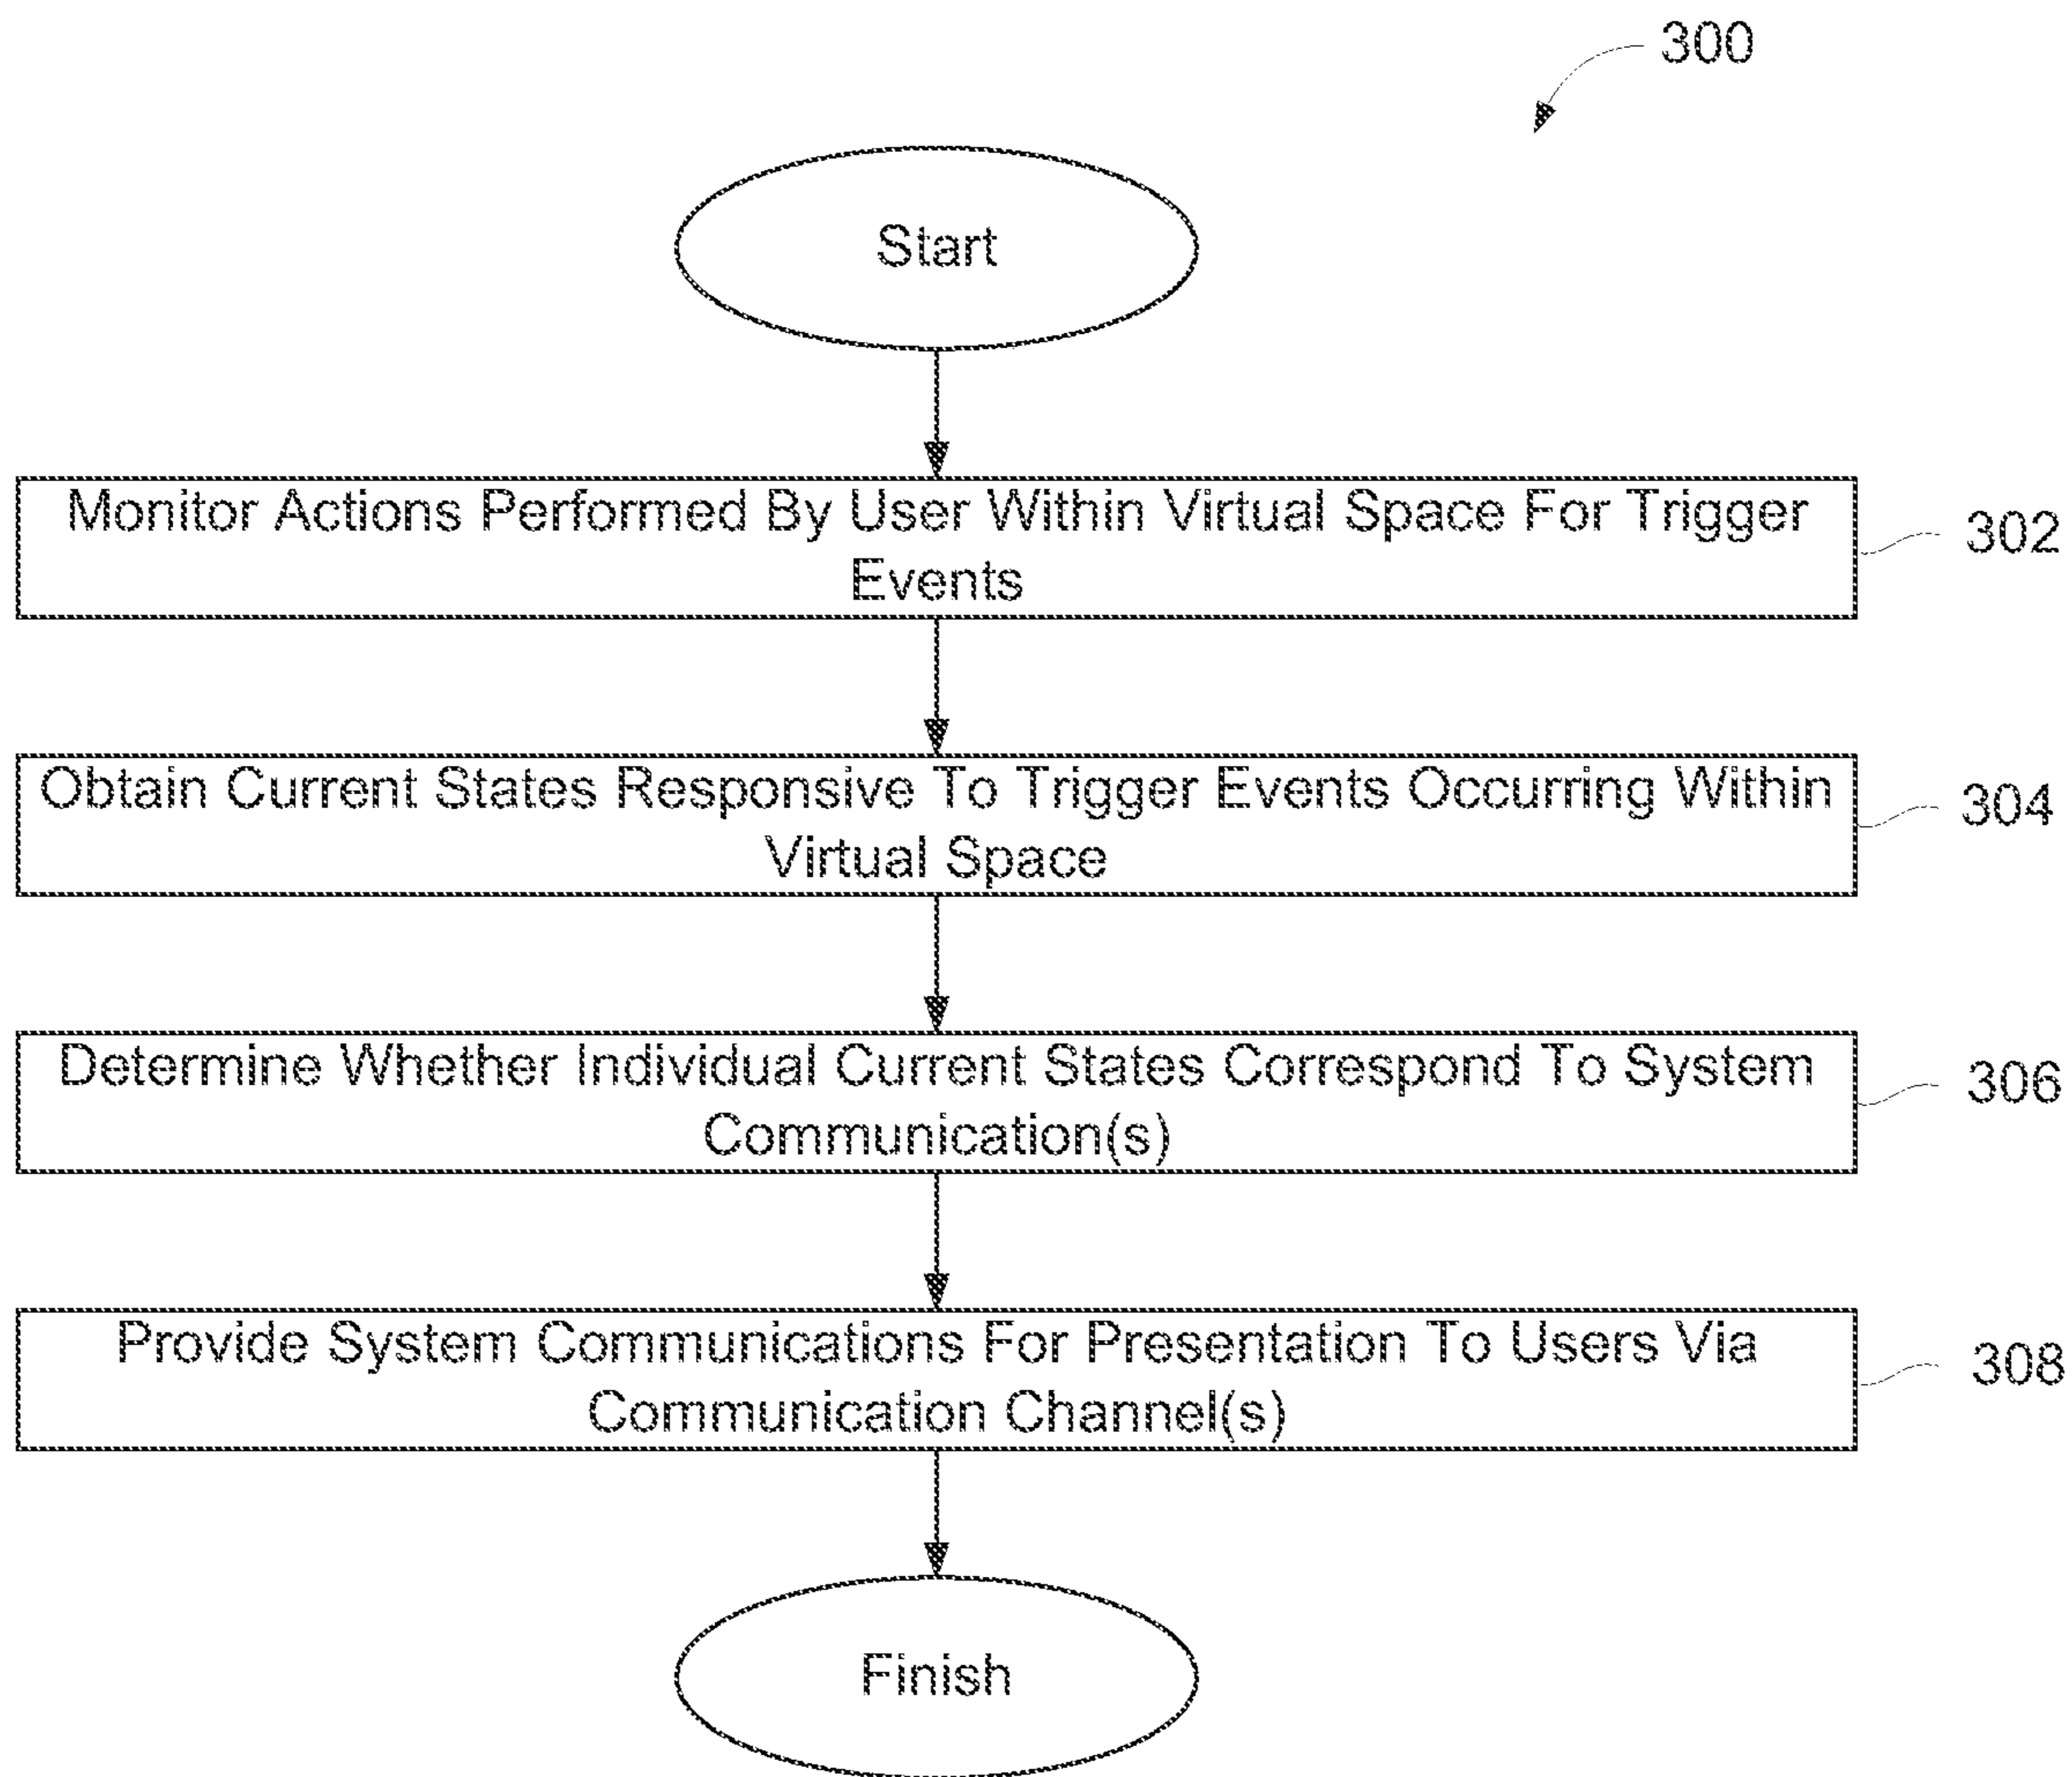 300
Start
Monitor Actions Performed By User Within Virtual Space For Trigger
Events
302
Obtain Current States Responsive To Trigger Events Occurring Within
Virtual Space
304
Determine Whether Individual Current States Correspond To System
Communication(s)
306
Provide System Communications For Presentation To Users Via
Communication Channel(s)
308
Finish